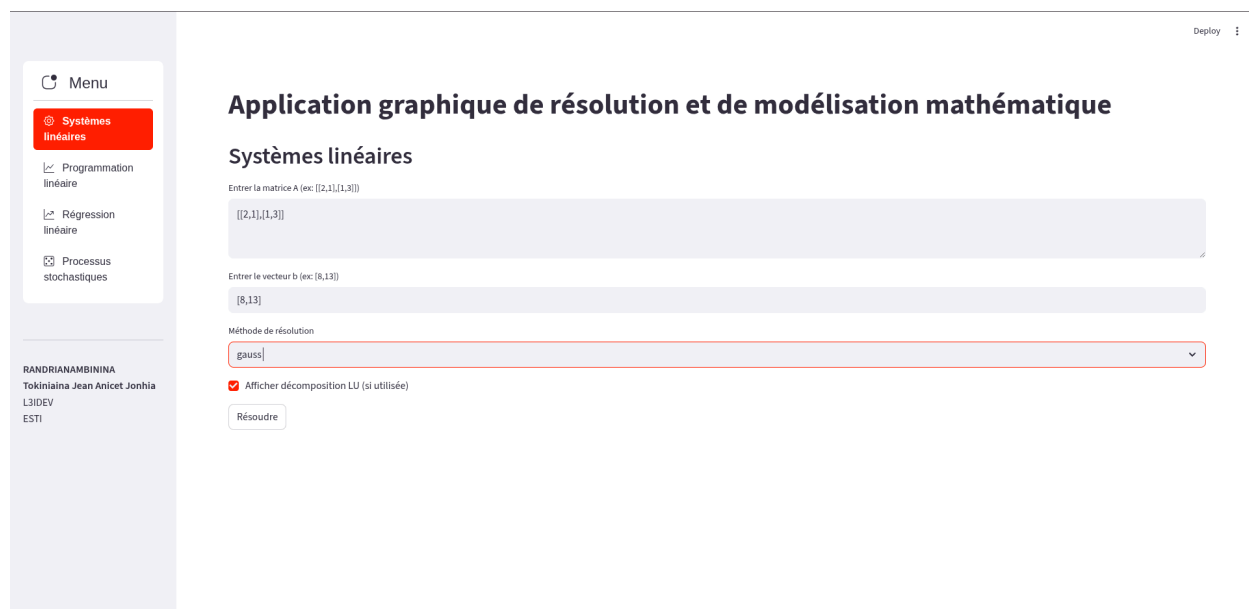 Deploy
Menu
Systèmes
linéaires
Programmation
linéaire
Régression
linéaire
Processus
stochastiques
RANDRIANAMBININA
Tokiniaina Jean Anicet Jonhia
L3IDEV
ESTI
Application graphique de résolution et de modélisation mathématique
Systèmes linéaires
Entrer la matrice A (ex: [[2,1],[1,3]])
[[2,1],[1,3]]
Entrer le vecteur b (ex: [8,13])
[8,13]
Méthode de résolution
gauss
Afficher décomposition LU (si utilisée)
Résoudre